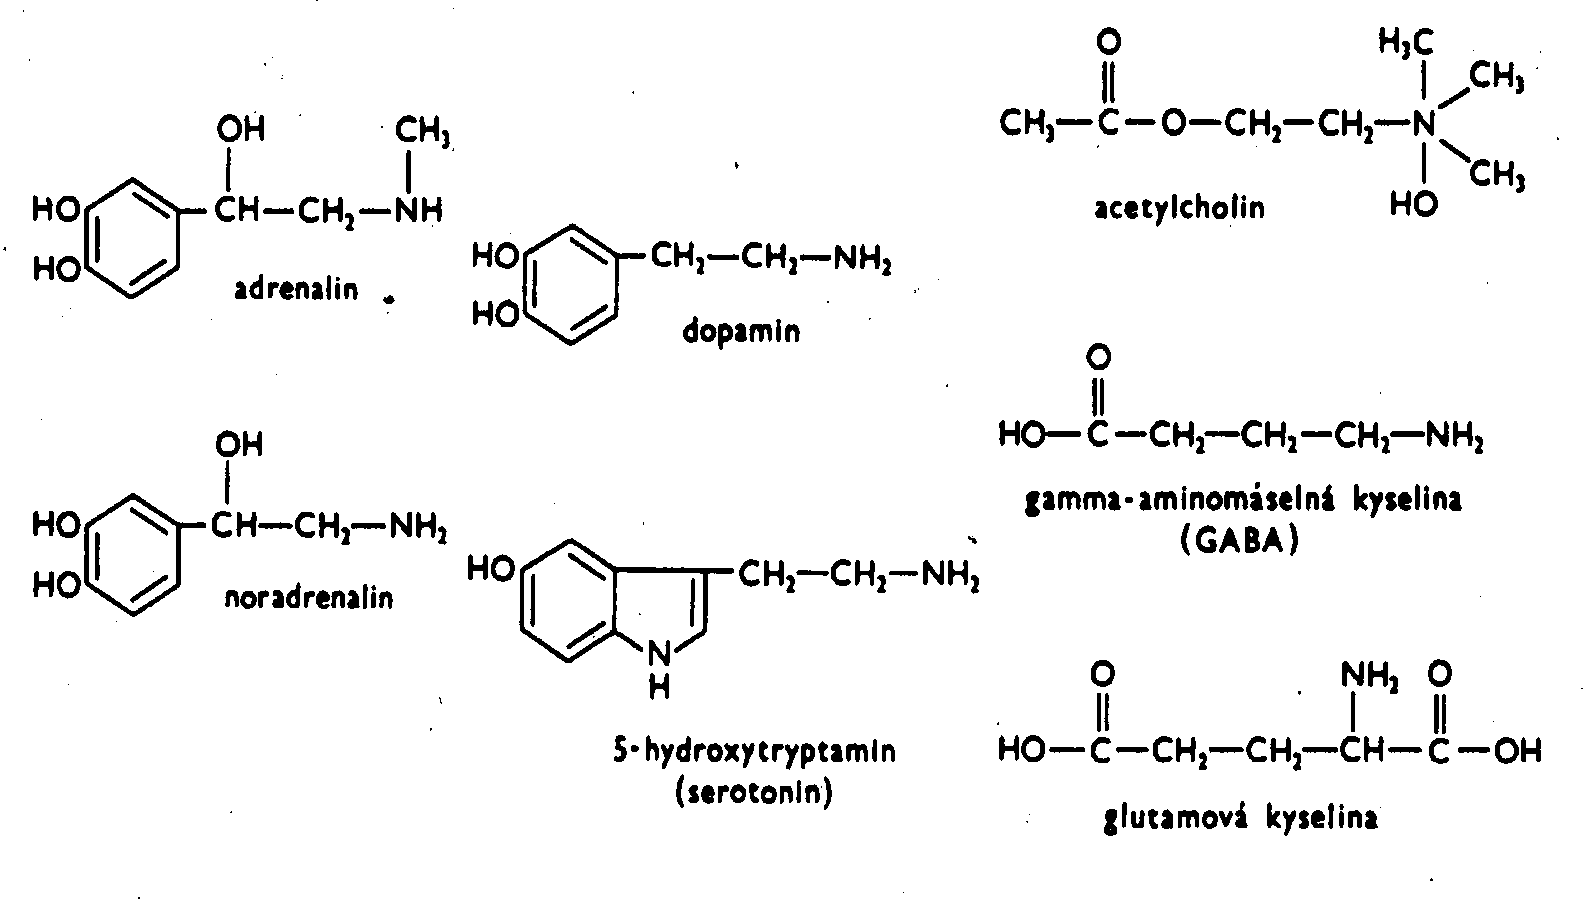 OH
CH₃
HO
CH—CH₂—NH
HO
adrenalin
HO
CH₂—CH₂—NH₂
HO
dopamin
O
H₃C
CH₃
CH₃—C—O—CH₂—CH₂—N
CH₃
HO
acetylcholin
OH
HO
CH—CH₂—NH₂
HO
noradrenalin
HO
CH₂—CH₂—NH₂
N
H
5-hydroxytryptamin
(serotonin)
O
HO—C—CH₂—CH₂—CH₂—NH₂
gamma-aminomáselná kyselina
(GABA)
O
NH₂
O
HO—C—CH₂—CH₂—CH—C—OH
glutamová kyselina